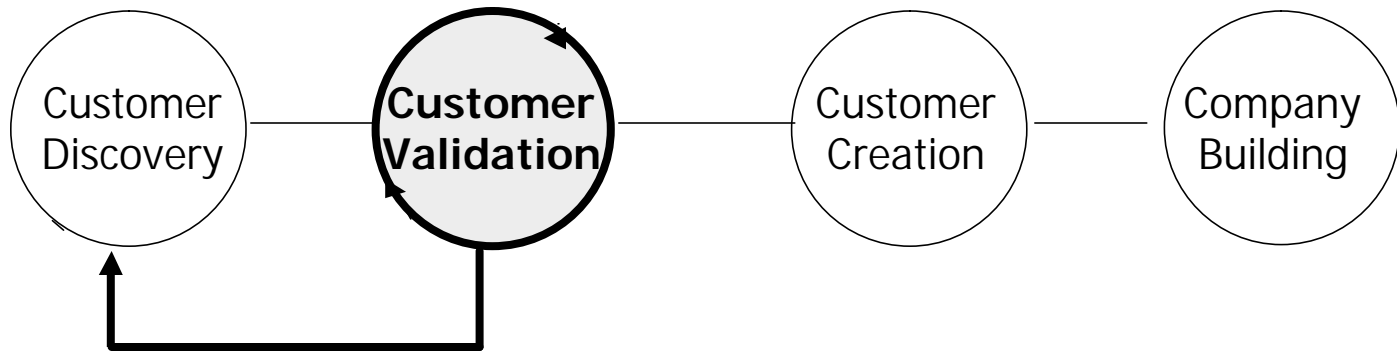 Customer
Discovery
Customer
Validation
Customer
Creation
Company
Building